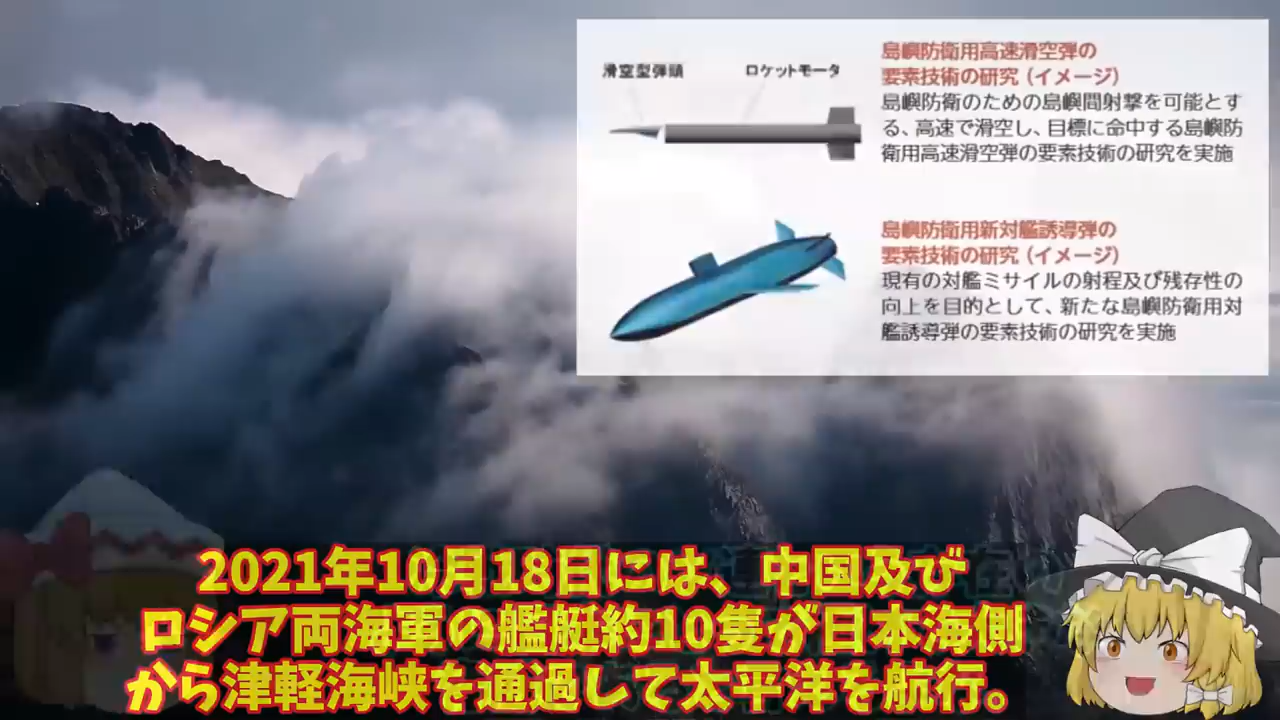 滑空型弾頭
ロケットモータ
島嶼防衛用高速滑空弾の
要素技術の研究（イメージ）
島嶼防衛のための島嶼間射撃を可能とす
る、高速で滑空し、目標に命中する島嶼防
衛用高速滑空弾の要素技術の研究を実施
島嶼防衛用新対艦誘導弾の
要素技術の研究（イメージ）
現有の対艦ミサイルの射程及び残存性の
向上を目的として、新たな島嶼防衛用対
艦誘導弾の要素技術の研究を実施
2021年10月18日には、中国及び
ロシア両海軍の艦艇約10隻が日本海側
から津軽海峡を通過して太平洋を航行。